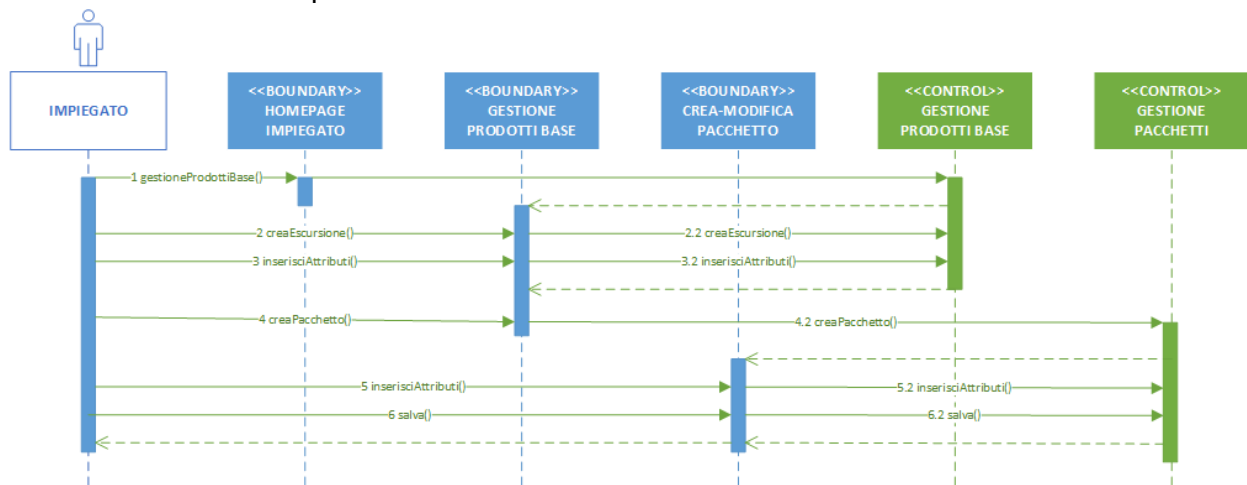 IMPIEGATO
<<BOUNDARY>>
HOMEPAGE
IMPIEGATO
<<BOUNDARY>>
GESTIONE
PRODOTTI BASE
<<BOUNDARY>>
CREA-MODIFICA
PACCHETTO
<<CONTROL>>
GESTIONE
PRODOTTI BASE
<<CONTROL>>
GESTIONE
PACCHETTI
1 gestioneProdottiBase()
2 creaEscursione()
2.2 creaEscursione()
3 inserisciAttributi()
3.2 inserisciAttributi()
4 creaPacchetto()
4.2 creaPacchetto()
5 inserisciAttributi()
5.2 inserisciAttributi()
6 salva()
6.2 salva()